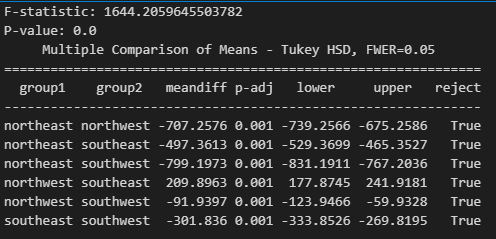 F-statistic: 1644.2059645503782
P-value: 0.0
Multiple Comparison of Means - Tukey HSD, FWER=0.05
===========================================================
group1 group2 meandiff p-adj lower upper reject
-----------------------------------------------------------
northeast northwest -707.2576 0.001 -739.2566 -675.2586 True
northeast southeast -497.3613 0.001 -529.3699 -465.3527 True
northeast southwest -799.1973 0.001 -831.1911 -767.2036 True
northwest southeast 209.8963 0.001 177.8745 241.9181 True
northwest southwest -91.9397 0.001 -123.9466 -59.9328 True
southeast southwest -301.836 0.001 -333.8526 -269.8195 True
-----------------------------------------------------------